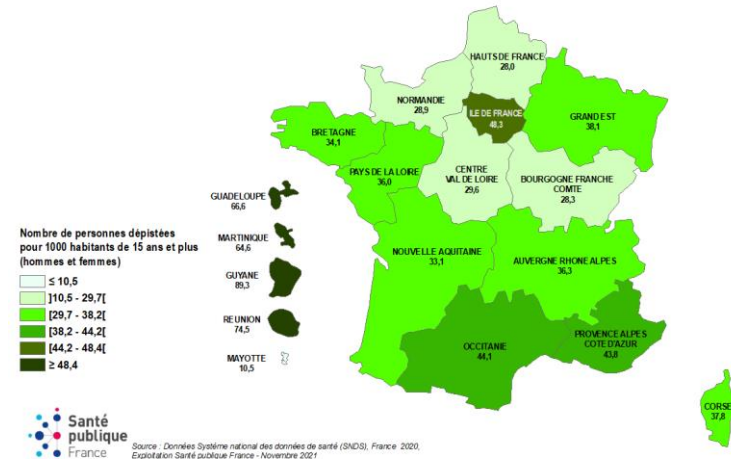 HAUTS DE FRANCE
28,0
NORMANDIE
28,9
ILE DE FRANCE
48,3
GRAND EST
38,1
BRETAGNE
34,1
PAYS DE LA LOIRE
36,0
CENTRE
VAL DE LOIRE
29,6
BOURGOGNE FRANCHE
COMTE
28,3
NOUVELLE AQUITAINE
33,1
AUVERGNE RHONE ALPES
36,3
OCCITANIE
44,1
PROVENCE ALPES
COTE D'AZUR
43,8
CORSE
37,8
GUADELOUPE
66,6
MARTINIQUE
64,6
GUYANE
89,3
REUNION
74,5
MAYOTTE
10,5
Nombre de personnes dépistées
pour 1000 habitants de 15 ans et plus
(hommes et femmes)
≤ 10,5
]10,5 - 29,7[
[29,7 - 38,2[
[38,2 - 44,2[
[44,2 - 48,4[
≥ 48,4
Santé
publique
France
Source : Données Système national des données de santé (SNDS), France 2020,
Exploitation Santé publique France - Novembre 2021